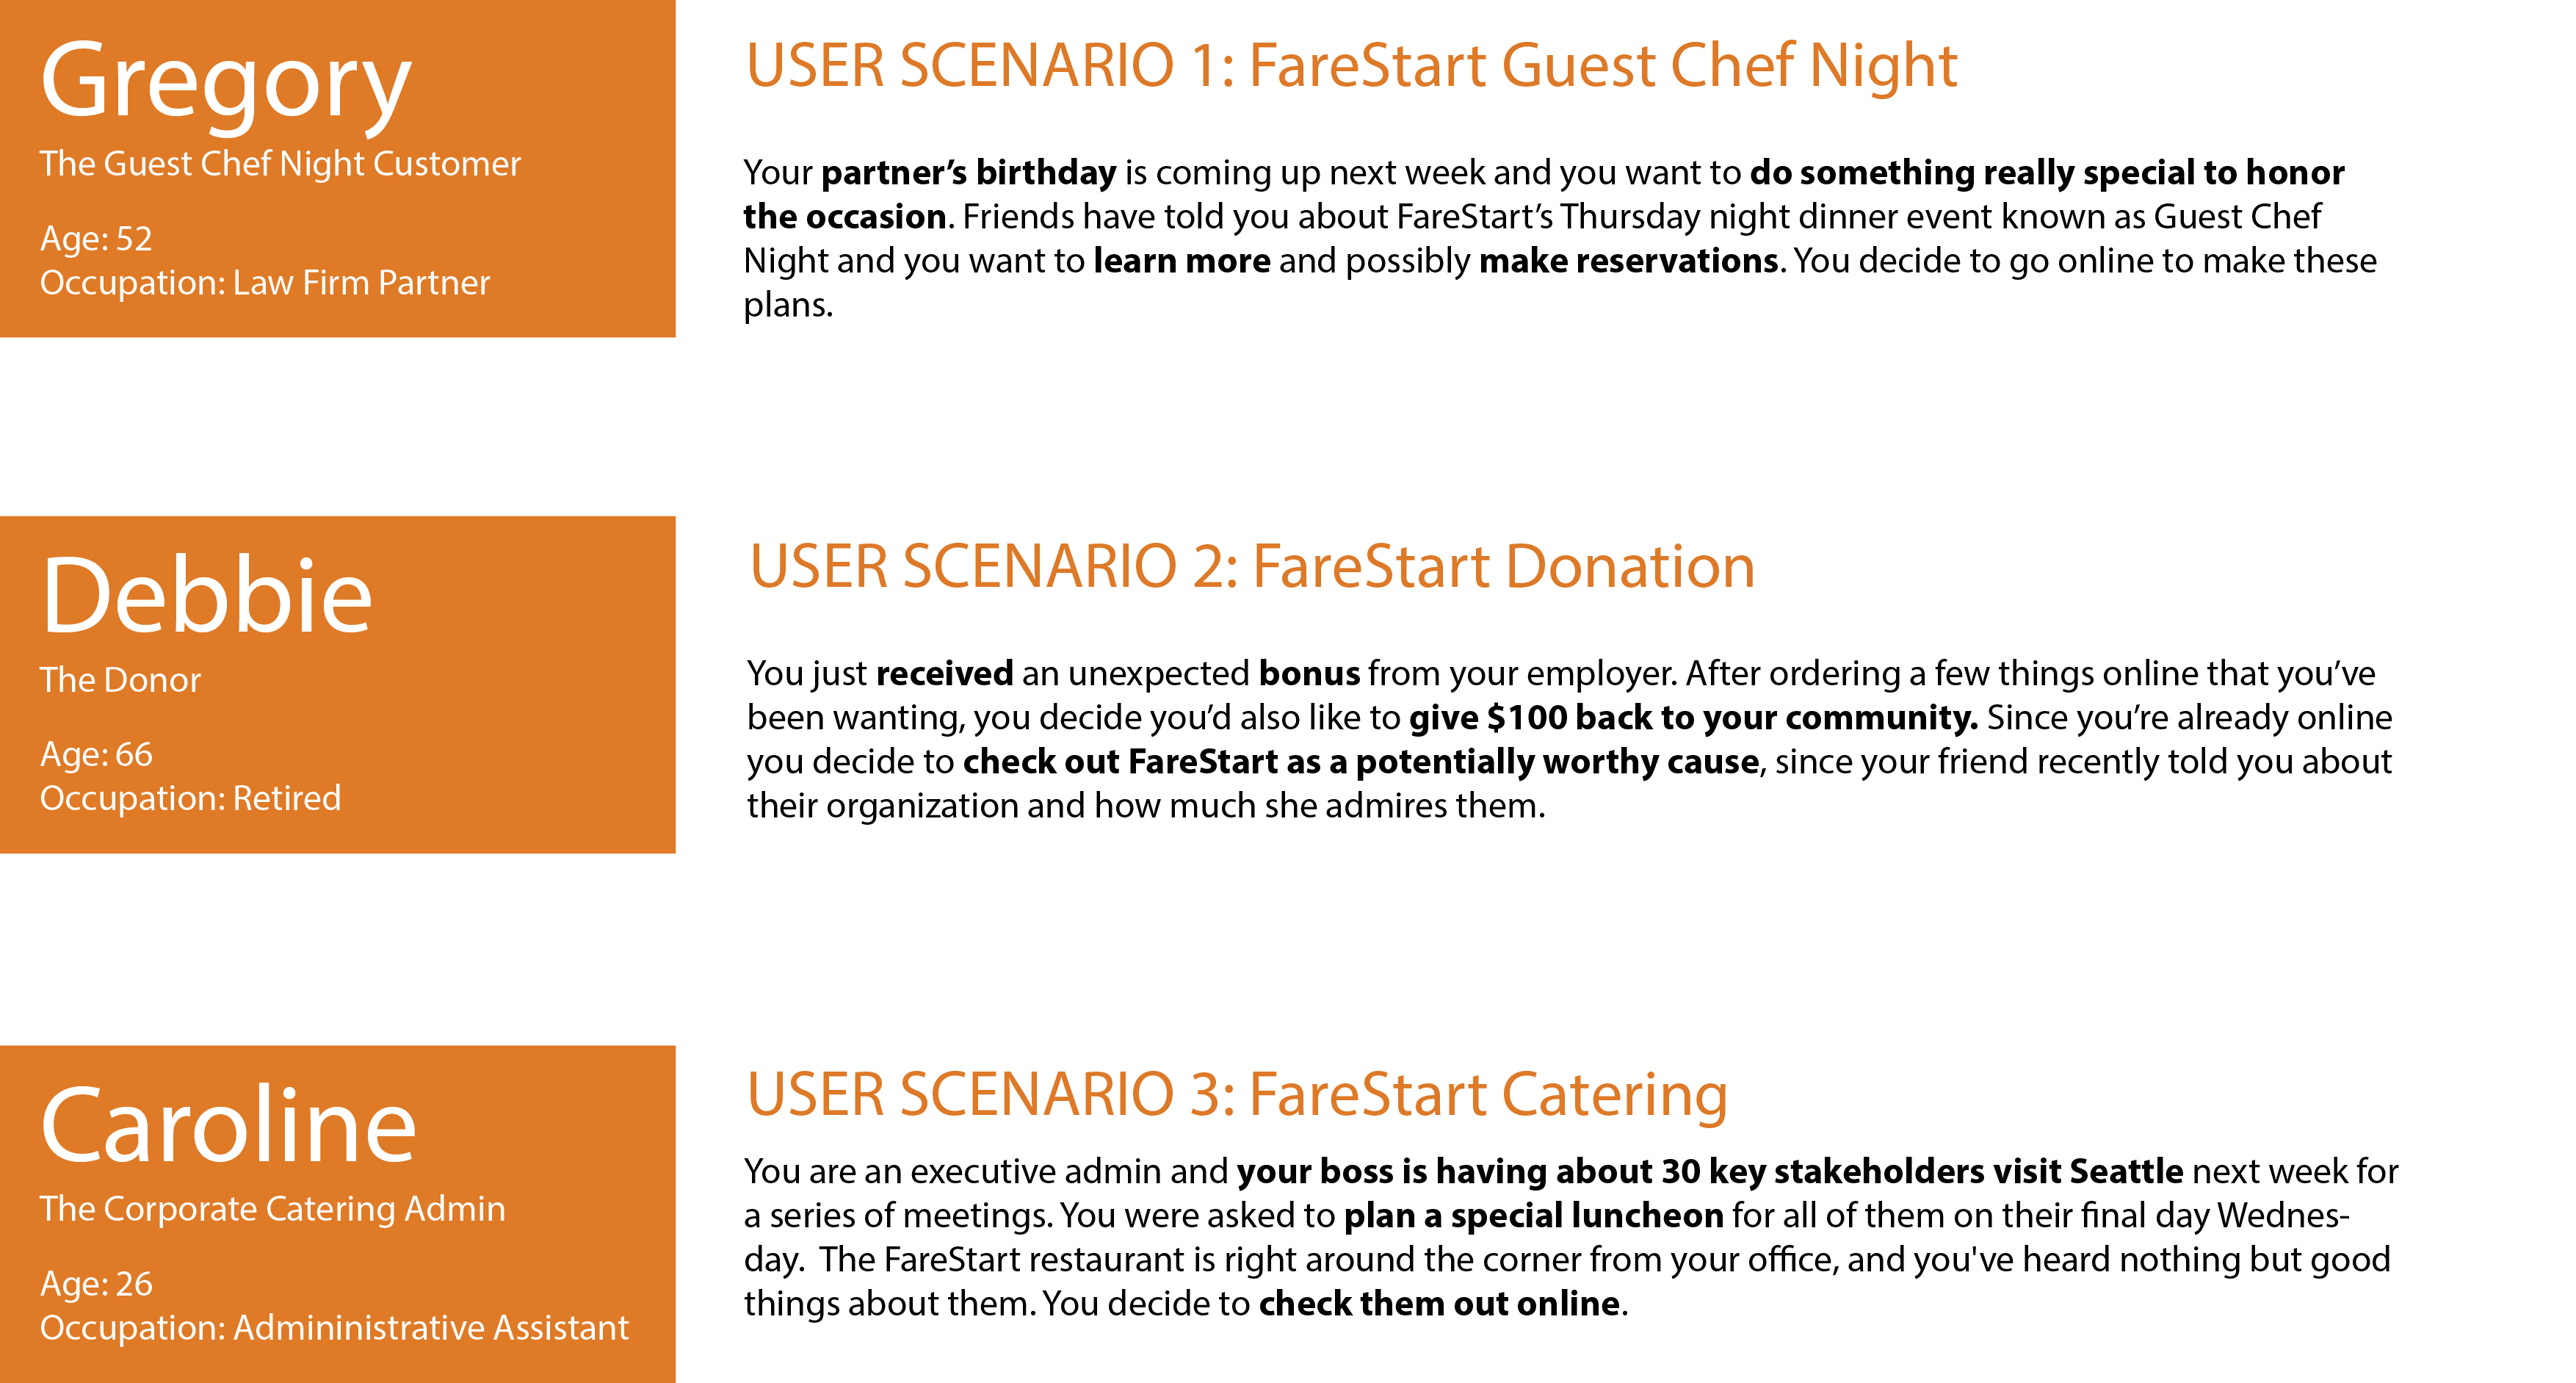 Gregory
The Guest Chef Night Customer
Age: 52
Occupation: Law Firm Partner
USER SCENARIO 1: FareStart Guest Chef Night
Your partner’s birthday is coming up next week and you want to do something really special to honor
the occasion. Friends have told you about FareStart’s Thursday night dinner event known as Guest Chef
Night and you want to learn more and possibly make reservations. You decide to go online to make these
plans.
Debbie
The Donor
Age: 66
Occupation: Retired
USER SCENARIO 2: FareStart Donation
You just received an unexpected bonus from your employer. After ordering a few things online that you’ve
been wanting, you decide you’d also like to give $100 back to your community. Since you’re already online
you decide to check out FareStart as a potentially worthy cause, since your friend recently told you about
their organization and how much she admires them.
Caroline
The Corporate Catering Admin
Age: 26
Occupation: Admininistrative Assistant
USER SCENARIO 3: FareStart Catering
You are an executive admin and your boss is having about 30 key stakeholders visit Seattle next week for
a series of meetings. You were asked to plan a special luncheon for all of them on their final day Wednes-
day.  The FareStart restaurant is right around the corner from your office, and you've heard nothing but good
things about them. You decide to check them out online.